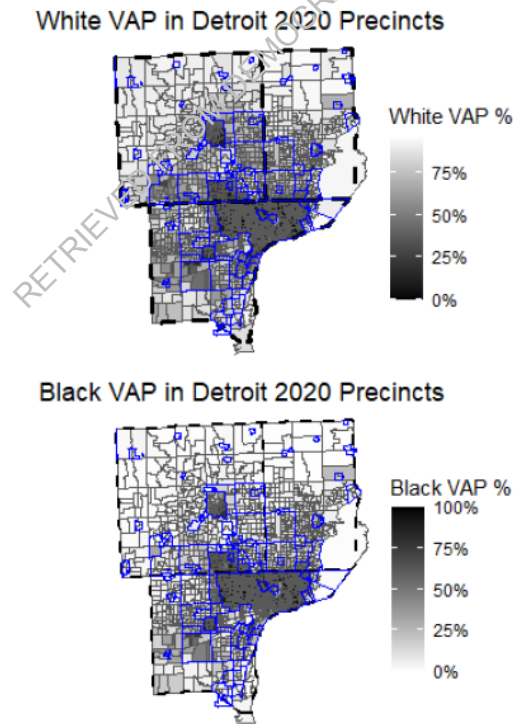 White VAP in Detroit 2020 Precincts
White VAP %
75%
50%
25%
0%
Black VAP in Detroit 2020 Precincts
Black VAP %
100%
75%
50%
25%
0%